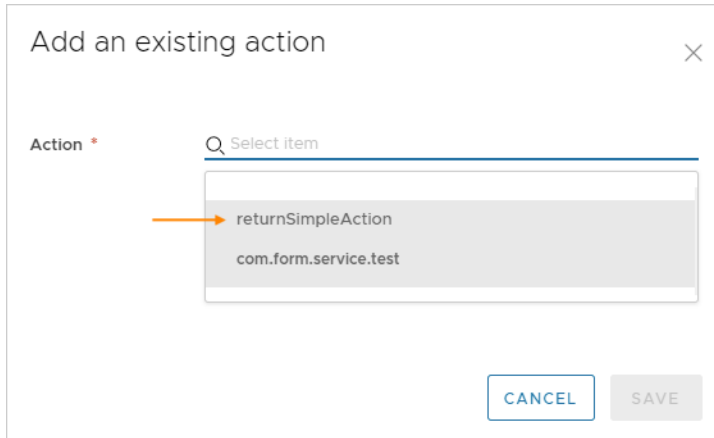 Add an existing action
Action *
Select item
returnSimpleAction
com.form.service.test
CANCEL
SAVE